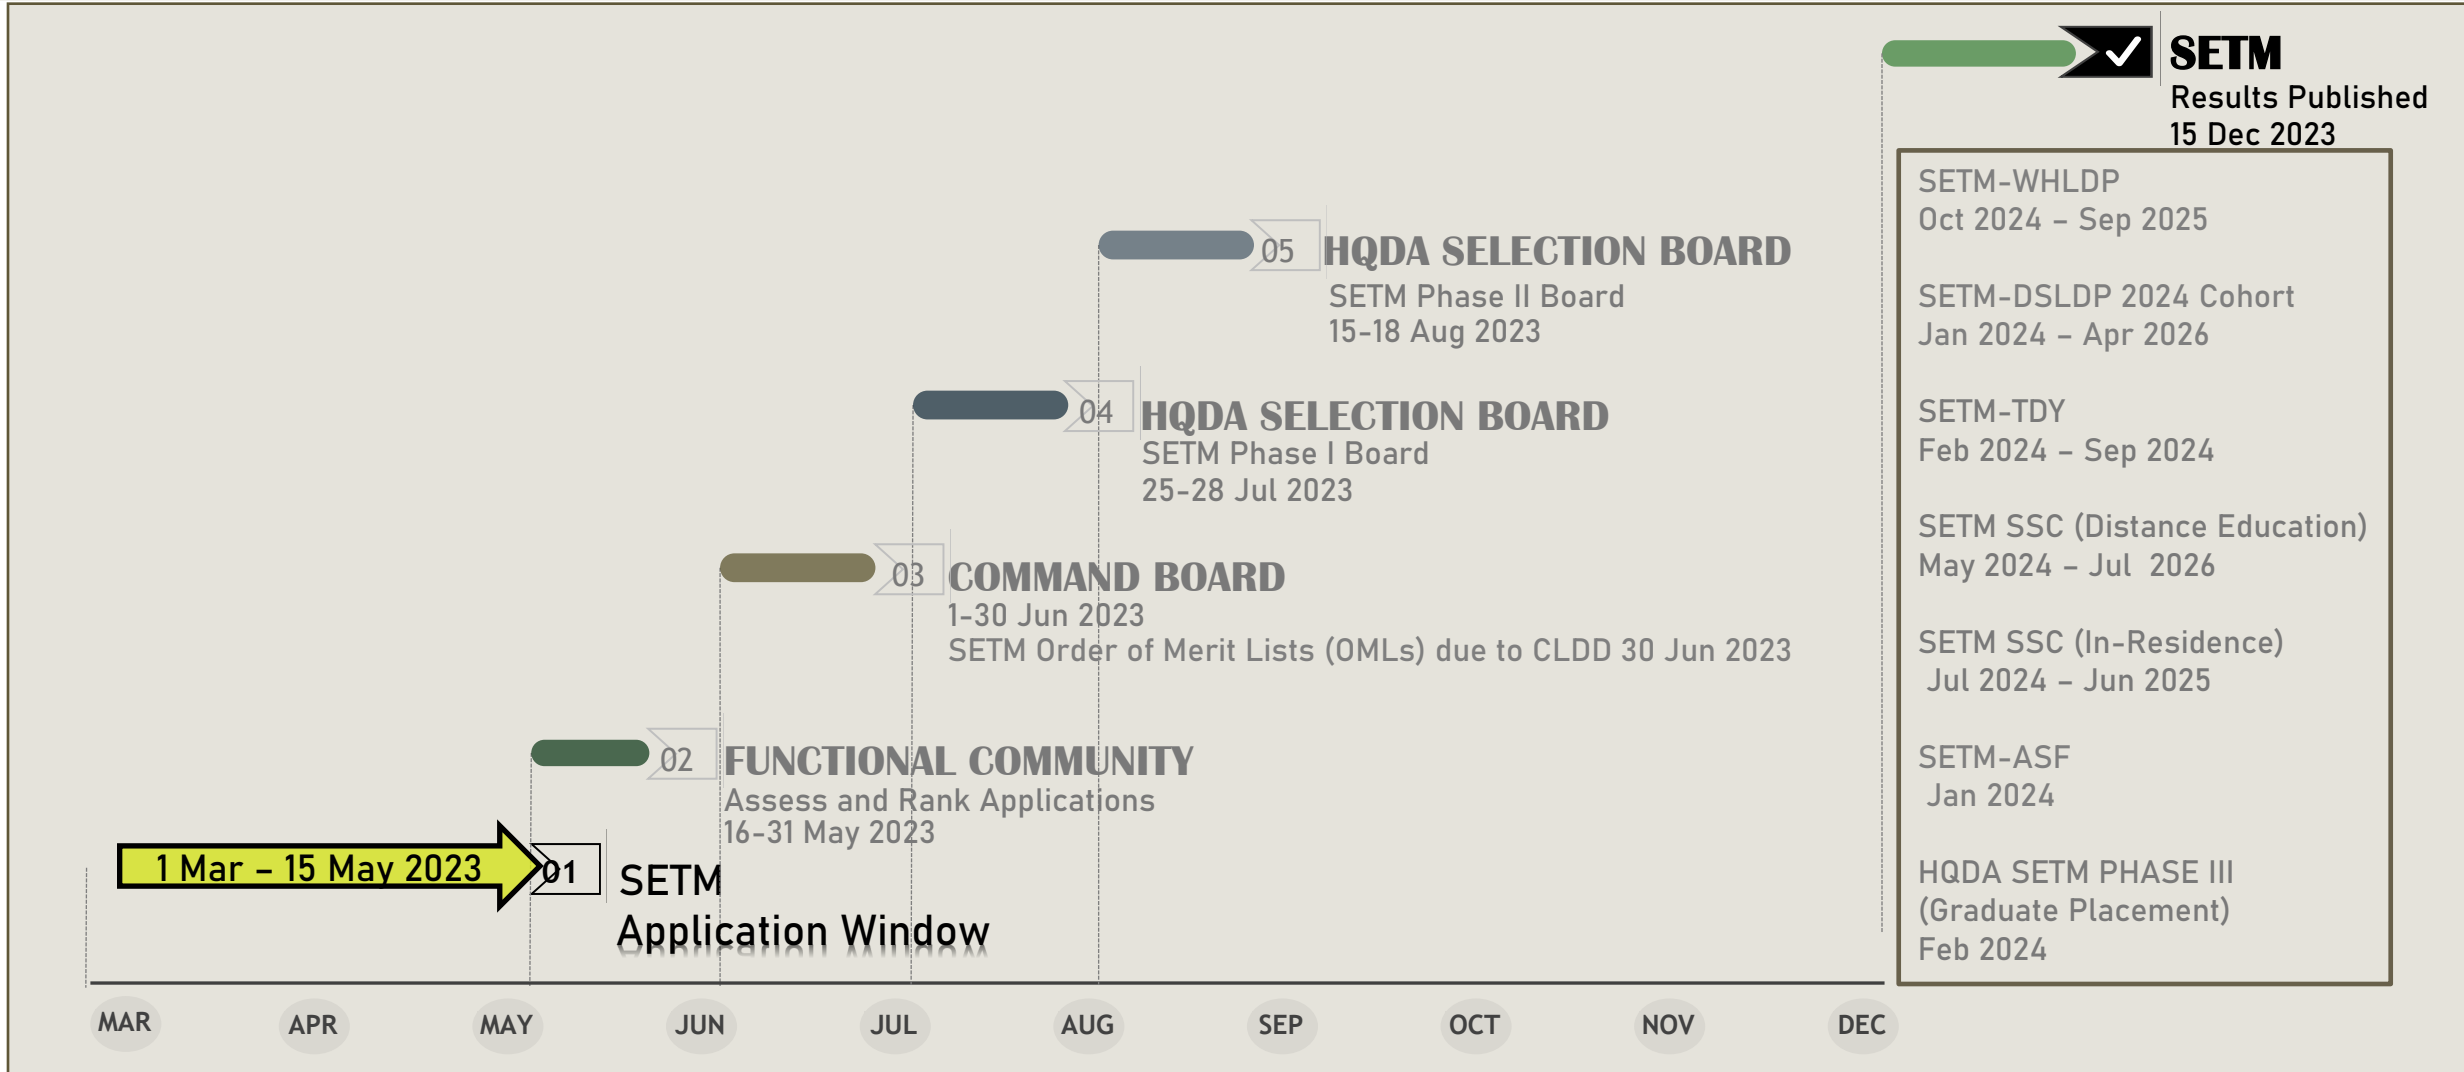 SETM
Results Published
15 Dec 2023
SETM-WHLDP
Oct 2024 – Sep 2025
SETM-DSLDP 2024 Cohort
Jan 2024 – Apr 2026
SETM-TDY
Feb 2024 – Sep 2024
SETM SSC (Distance Education)
May 2024 – Jul  2026
SETM SSC (In-Residence)
Jul 2024 – Jun 2025
SETM-ASF
Jan 2024
HQDA SETM PHASE III
(Graduate Placement)
Feb 2024
05
HQDA SELECTION BOARD
SETM Phase II Board
15-18 Aug 2023
04
HQDA SELECTION BOARD
SETM Phase I Board
25-28 Jul 2023
03
COMMAND BOARD
1-30 Jun 2023
SETM Order of Merit Lists (OMLs) due to CLDD 30 Jun 2023
02
FUNCTIONAL COMMUNITY
Assess and Rank Applications
16-31 May 2023
1 Mar – 15 May 2023
01
SETM
Application Window
MAR APR MAY JUN JUL AUG SEP OCT NOV DEC